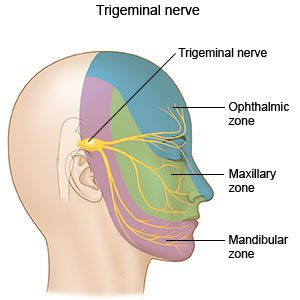 Trigeminal nerve
Trigeminal nerve
Ophthalmic
zone
Maxillary
zone
Mandibular
zone